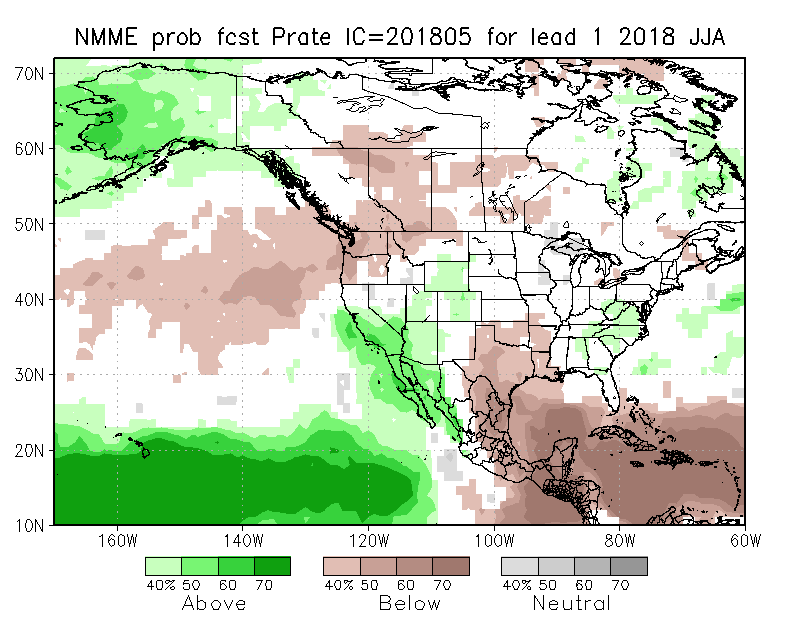 NMME prob fcst Prate IC=201805 for lead 1 2018 JJA
70N
60N
50N
40N
30N
20N
10N
160W 140W 120W 100W 80W 60W
40% 50 60 70 40% 50 60 70 40% 50 60 70
Above Below Neutral